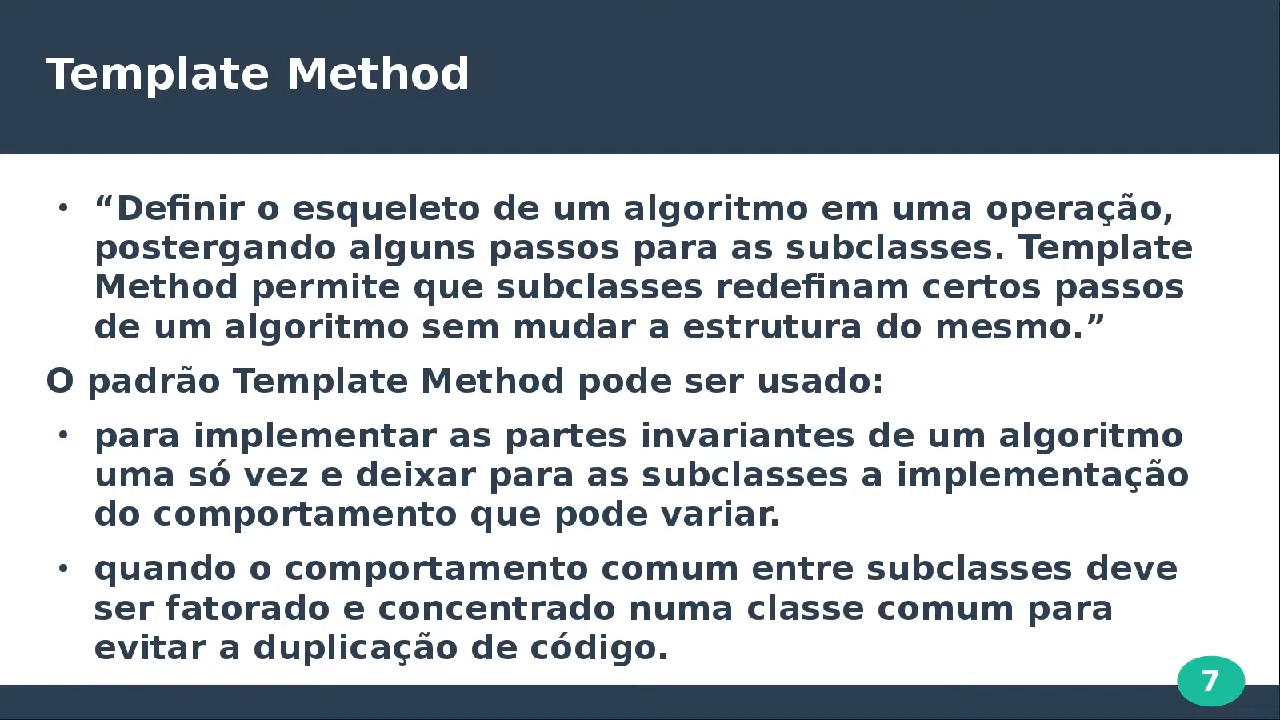 Template Method
• “Definir o esqueleto de um algoritmo em uma operação,
postergando alguns passos para as subclasses. Template
Method permite que subclasses redefinam certos passos
de um algoritmo sem mudar a estrutura do mesmo.”
O padrão Template Method pode ser usado:
• para implementar as partes invariantes de um algoritmo
uma só vez e deixar para as subclasses a implementação
do comportamento que pode variar.
• quando o comportamento comum entre subclasses deve
ser fatorado e concentrado numa classe comum para
evitar a duplicação de código.
7